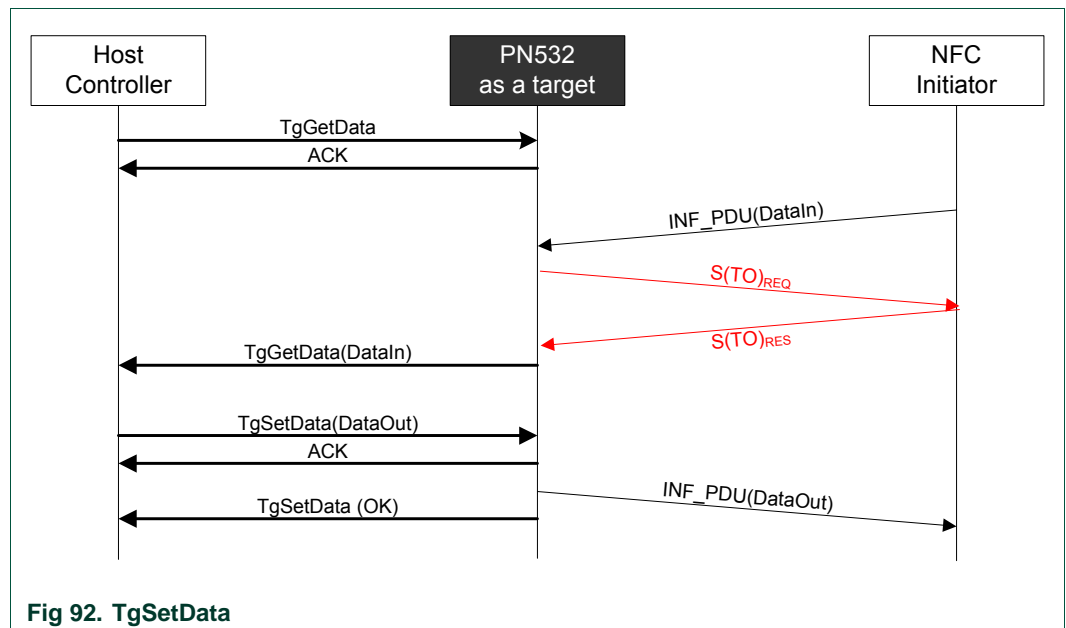 Host
Controller
PN532
as a target
NFC
Initiator
TgGetData
ACK
INF_PDU(DataIn)
S(TO)REQ
S(TO)RES
TgGetData(DataIn)
TgSetData(DataOut)
ACK
INF_PDU(DataOut)
TgSetData (OK)
Fig 92. TgSetData